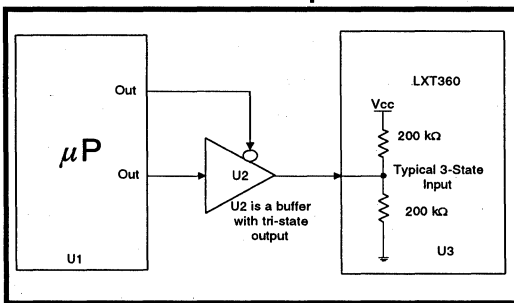 Out
μP
Out
U1
U2
U2 is a buffer
with tri-state
output
LXT360
Vcc
200 kΩ
Typical 3-State
Input
200 kΩ
U3